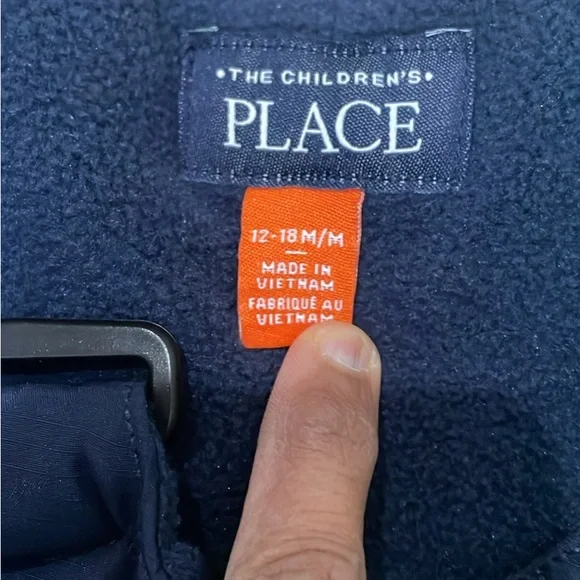 •THE CHILDREN'S•
PLACE
12-18 M/M
—
MADE IN
VIETNAM
FABRIQUÉ AU
VIETNAM